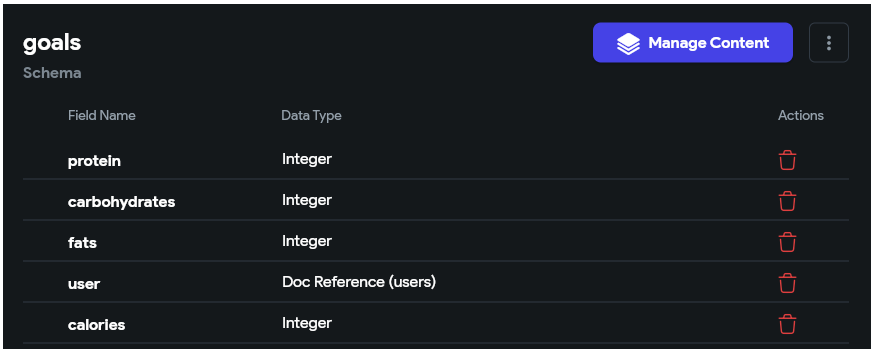 goals
Manage Content
Schema
Field Name Data Type Actions
protein Integer
carbohydrates Integer
fats Integer
user Doc Reference (users)
calories Integer